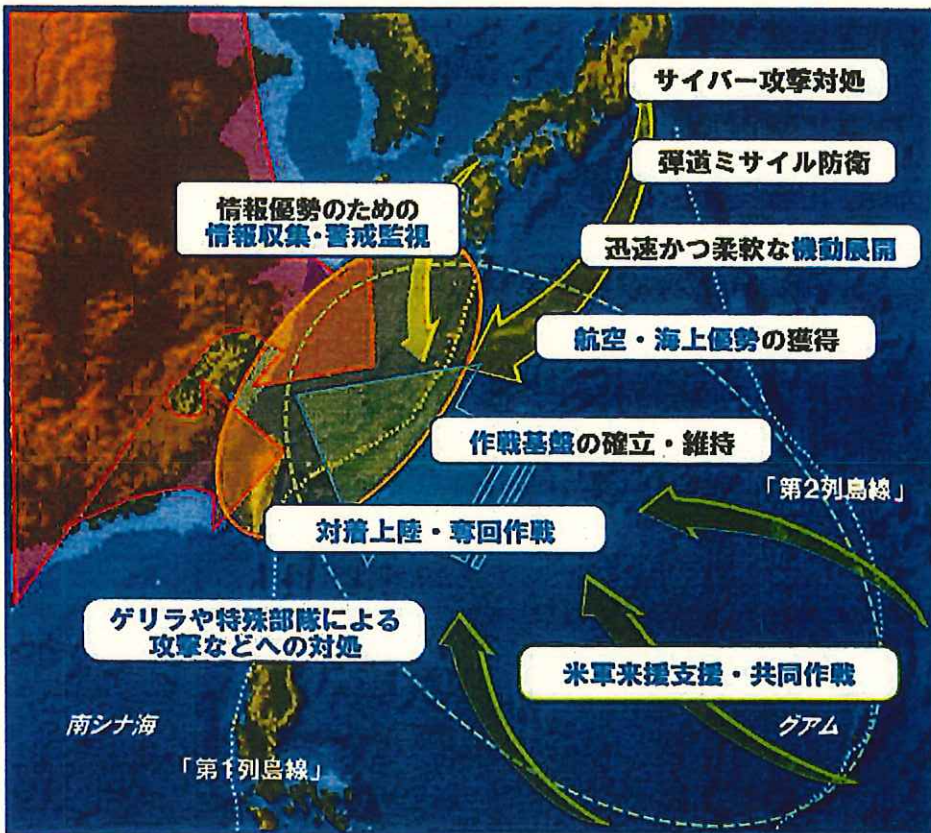 サイバー攻撃対処
弾道ミサイル防衛
情報優勢のための
情報収集・警戒監視
迅速かつ柔軟な機動展開
航空・海上優勢の獲得
作戦基盤の確立・維持
「第2列島線」
対着上陸・奪回作戦
ゲリラや特殊部隊による
攻撃などへの対処
米軍来援支援・共同作戦
南シナ海
グアム
「第1列島線」